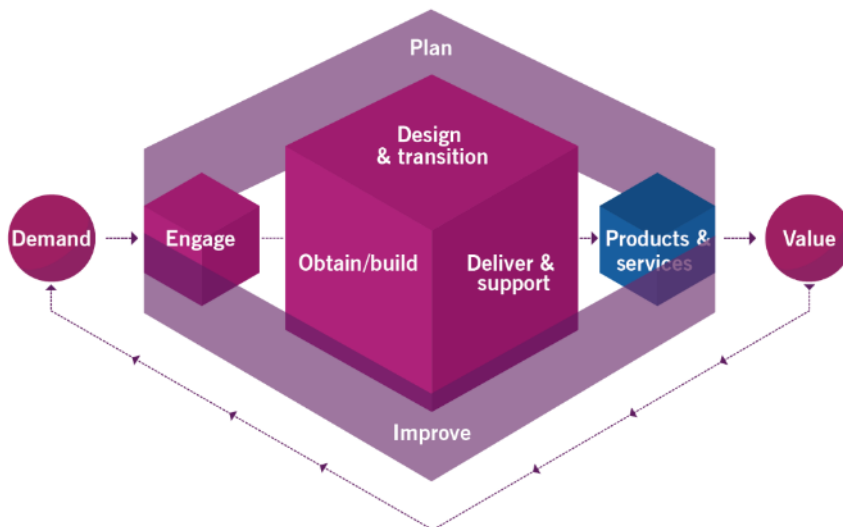 Plan
Design
& transition
Demand
Engage
Obtain/build
Deliver &
support
Products &
services
Value
Improve